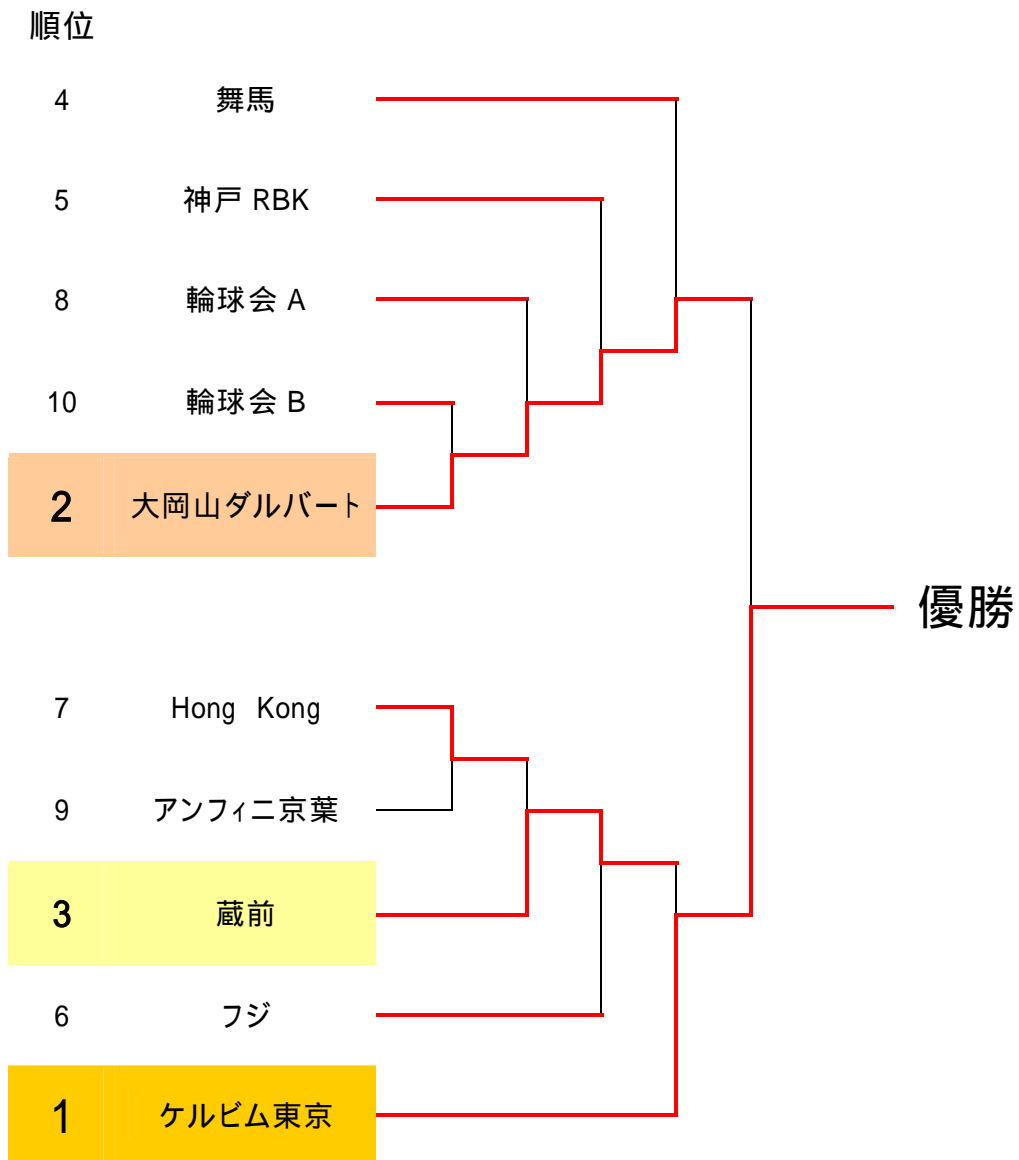 順位
4 舞馬
5 神戸 RBK
8 輪球会 A
10 輪球会 B
2 大岡山ダルバート
優勝
7 Hong Kong
9 アンフィニ京葉
3 蔵前
6 フジ
1 ケルビム東京